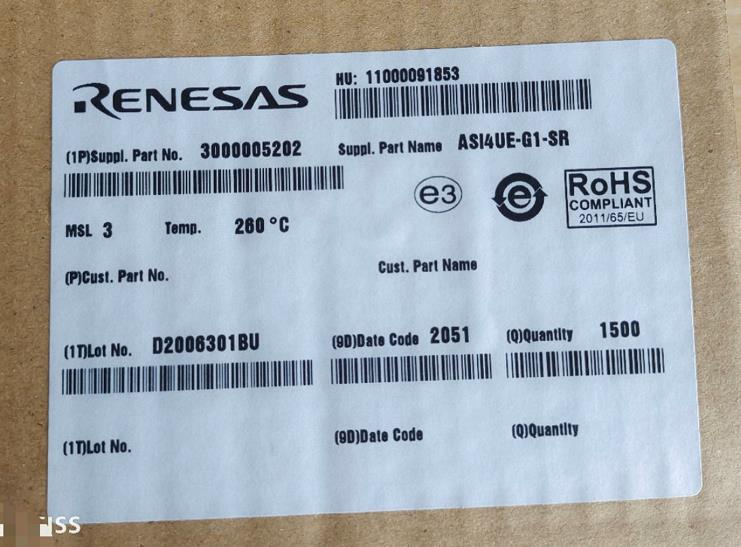 RENESAS
HU: 11000091853
(1P)Suppl. Part No. 3000005202
Suppl. Part Name ASI4UE-G1-SR
e3
e
RoHS
COMPLIANT
2011/65/EU
MSL 3 Temp. 260 °C
(P)Cust. Part No.
Cust. Part Name
(1T)Lot No. D2006301BU
(9D)Date Code 2051
(Q)Quantity 1500
(1T)Lot No.
(9D)Date Code
(Q)Quantity